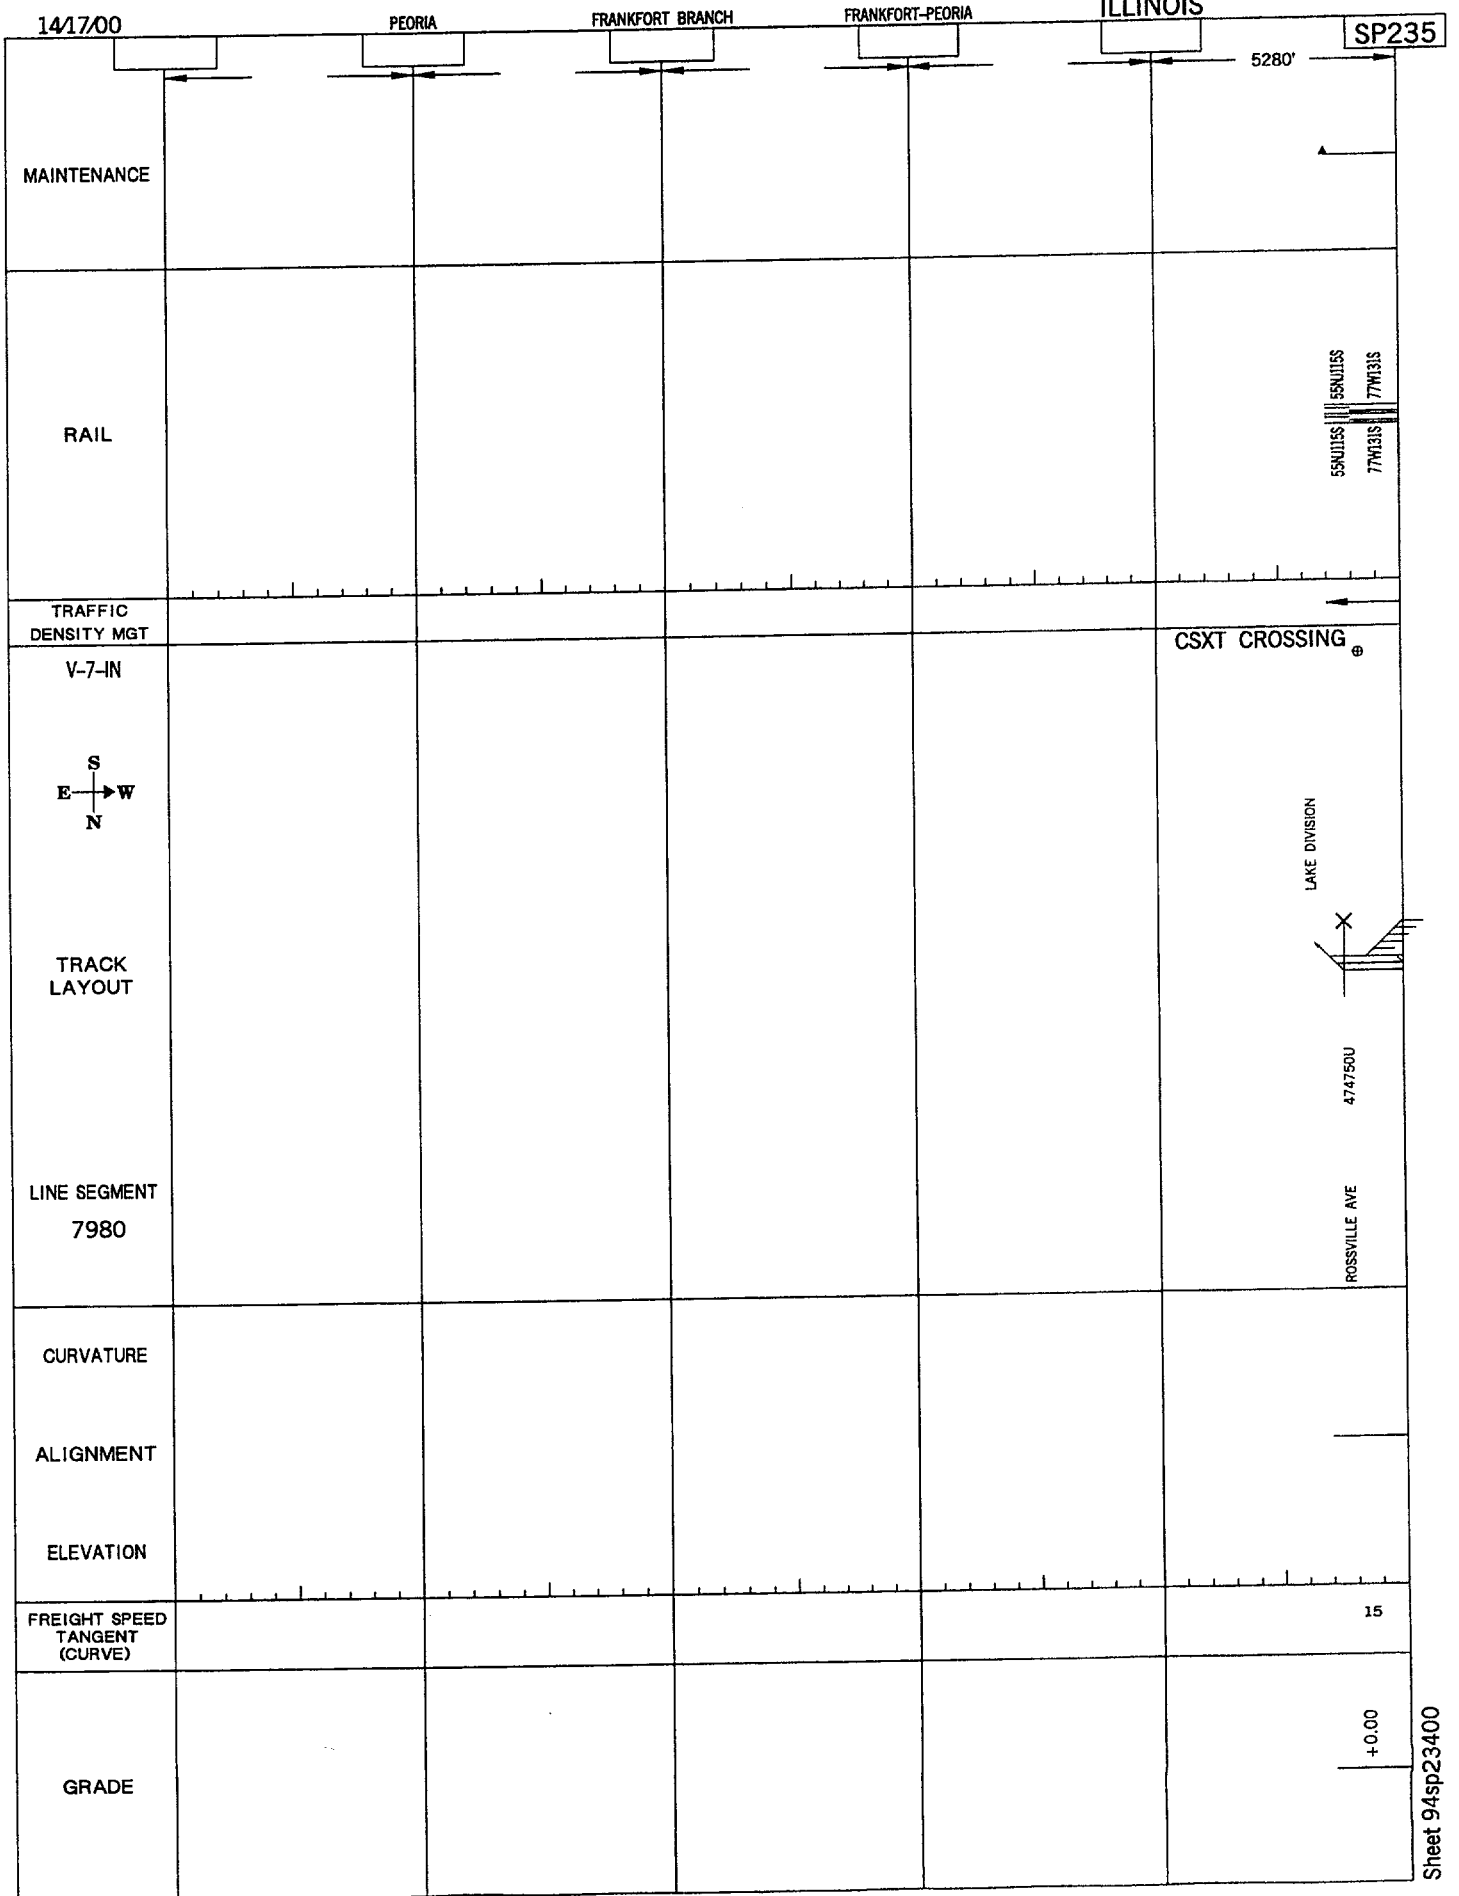 14/17/00
PEORIA
FRANKFORT BRANCH
FRANKFORT-PEORIA
ILLINOIS
SP235
5280'
MAINTENANCE
RAIL
55NJ115S
77W131S
55NJ115S
77W131S
TRAFFIC
DENSITY MGT
CSXT CROSSING
V-7-IN
S
E W
N
LAKE DIVISION
X
TRACK
LAYOUT
474750U
LINE SEGMENT
7980
ROSSVILLE AVE
CURVATURE
ALIGNMENT
ELEVATION
FREIGHT SPEED
TANGENT
(CURVE)
15
GRADE
+0.00
Sheet 94sp23400